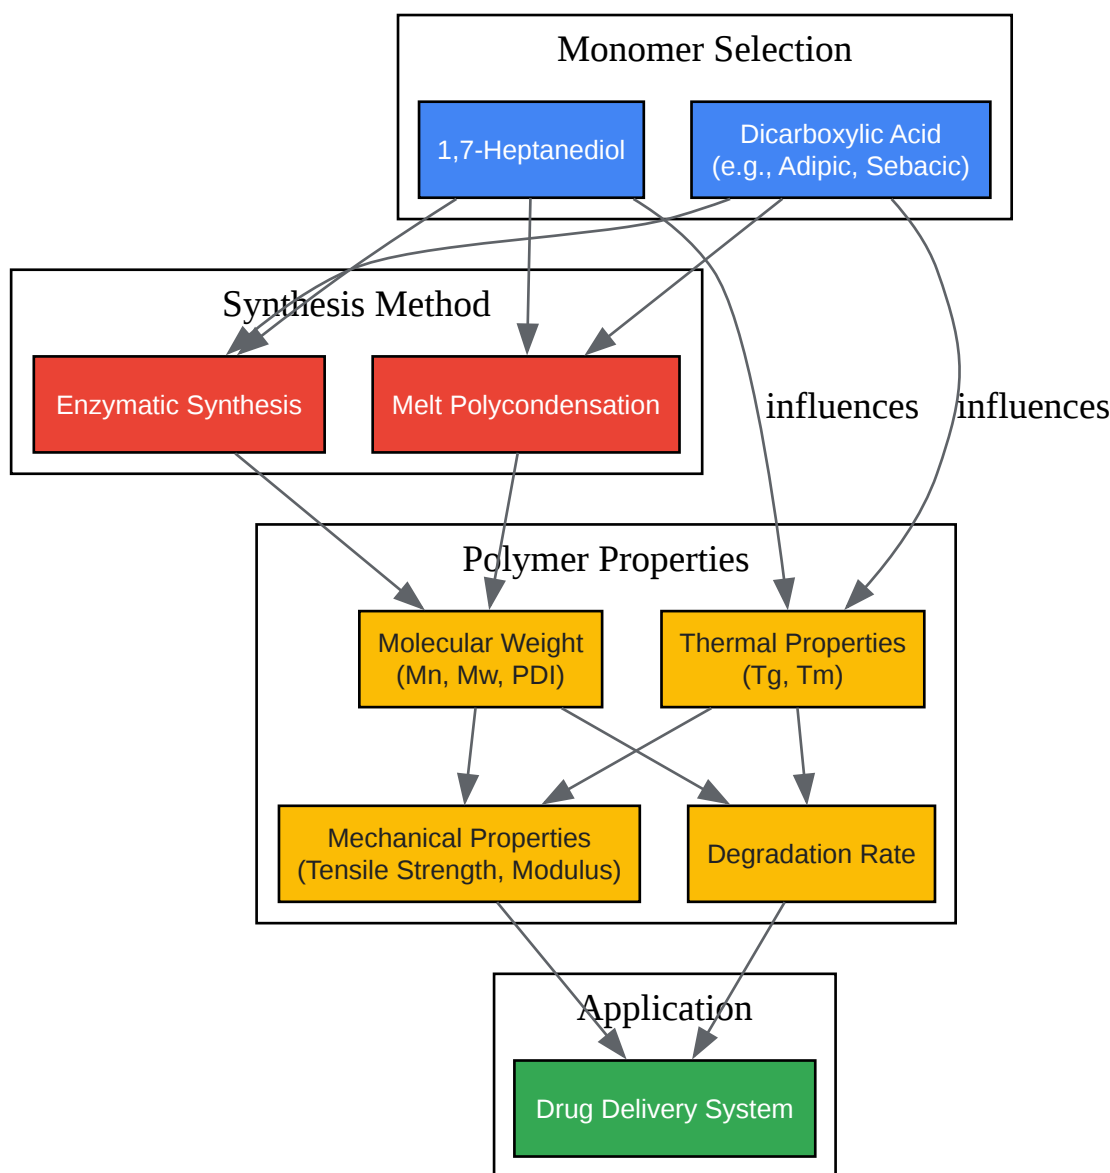 Monomer Selection
1,7-Heptanediol
Dicarboxylic Acid
(e.g., Adipic, Sebacic)
Synthesis Method
Enzymatic Synthesis
Melt Polycondensation
influences
influences
Polymer Properties
Molecular Weight
(Mn, Mw, PDI)
Thermal Properties
(Tg, Tm)
Mechanical Properties
(Tensile Strength, Modulus)
Degradation Rate
Application
Drug Delivery System